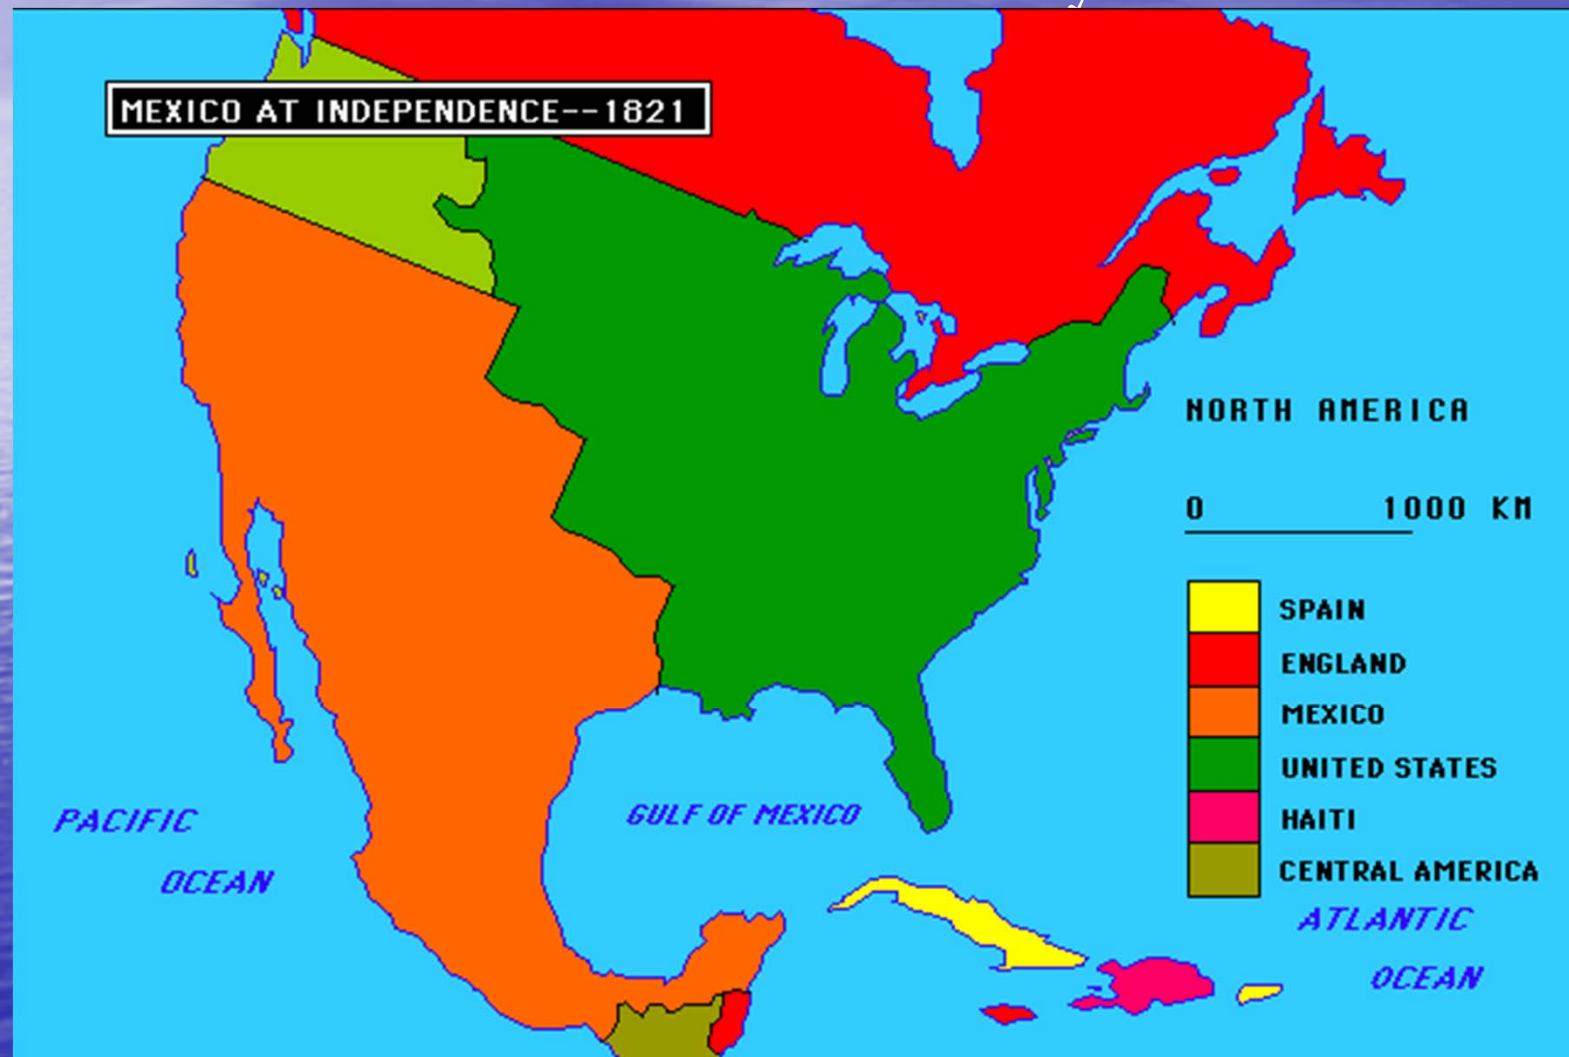 MEXICO AT INDEPENDENCE--1821
NORTH AMERICA
0 1000 KM
SPAIN
ENGLAND
MEXICO
UNITED STATES
HAITI
CENTRAL AMERICA
PACIFIC
OCEAN
GULF OF MEXICO
ATLANTIC
OCEAN